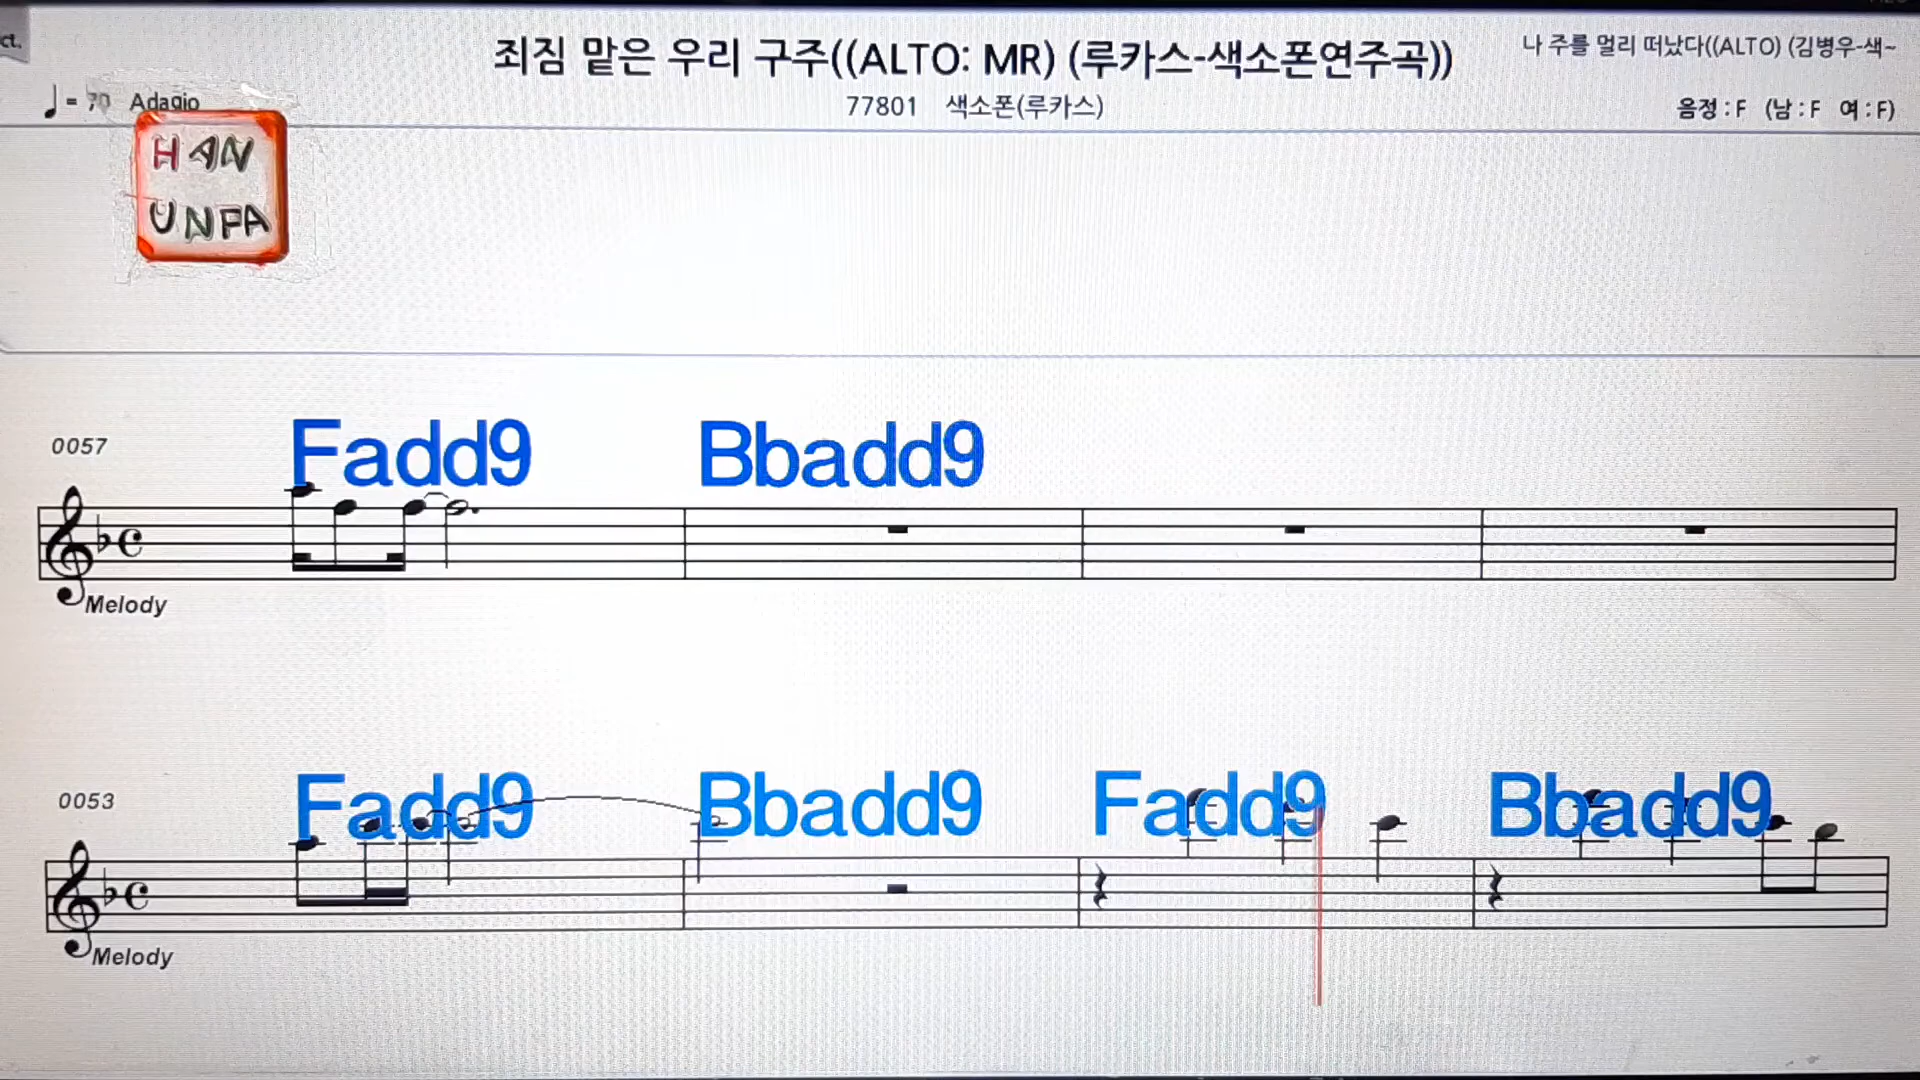 ct.
죄짐 맡은 우리 구주((ALTO: MR) (루카스-색소폰연주곡))
나 주를 멀리 떠났다((ALTO) (김병우-색~
♩= 70 Adagio
77801 색소폰(루카스)
음정 : F (남 : F 여 : F)
HAN
UNFA
0057
Fadd9 Bbadd9
Melody
0053
Fadd9 Bbadd9 Fadd9 Bbadd9
Melody